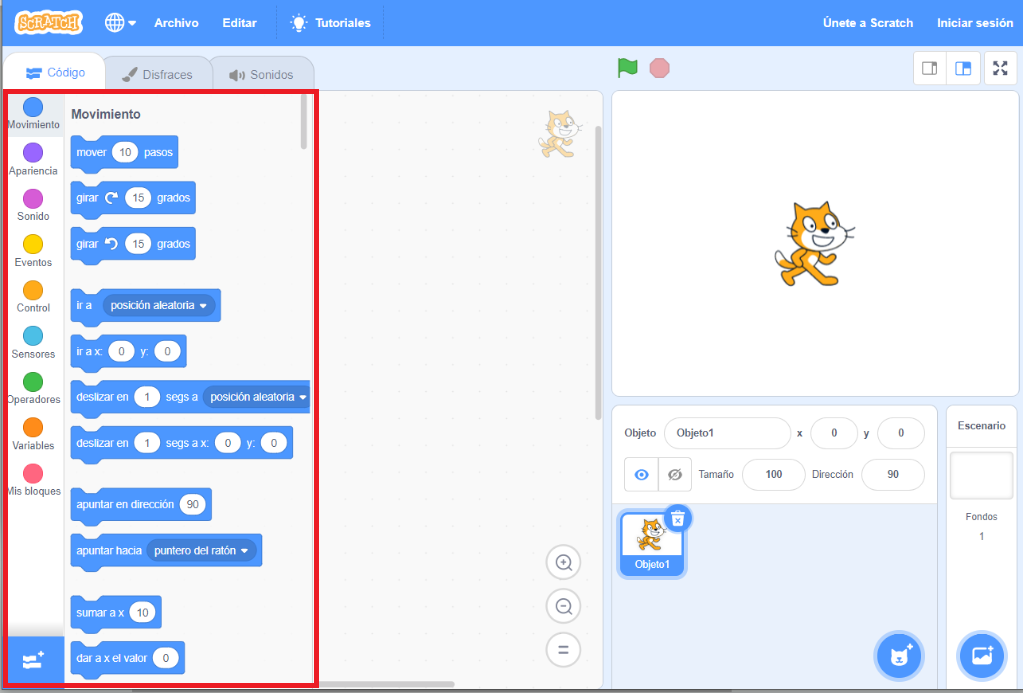 SCRATCH
Archivo
Editar
Tutoriales
Únete a Scratch
Iniciar sesión
Código
Disfraces
Sonidos
Movimiento
Apariencia
Sonido
Eventos
Control
Sensores
Operadores
Variables
Mis bloques
Movimiento
mover 10 pasos
girar 15 grados
girar 15 grados
ir a posición aleatoria
ir a x: 0 y: 0
deslizar en 1 segs a posición aleatoria
deslizar en 1 segs a x: 0 y: 0
apuntar en dirección 90
apuntar hacia puntero del ratón
sumar a x 10
dar a x el valor 0
Objeto Objeto1 x 0 y 0
Tamaño 100 Dirección 90
Objeto1
Escenario
Fondos
1